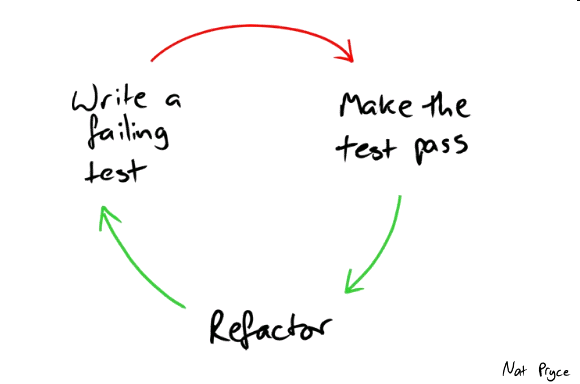 Write a
failing
test
Make the
test pass
Refactor
Nat Pryce